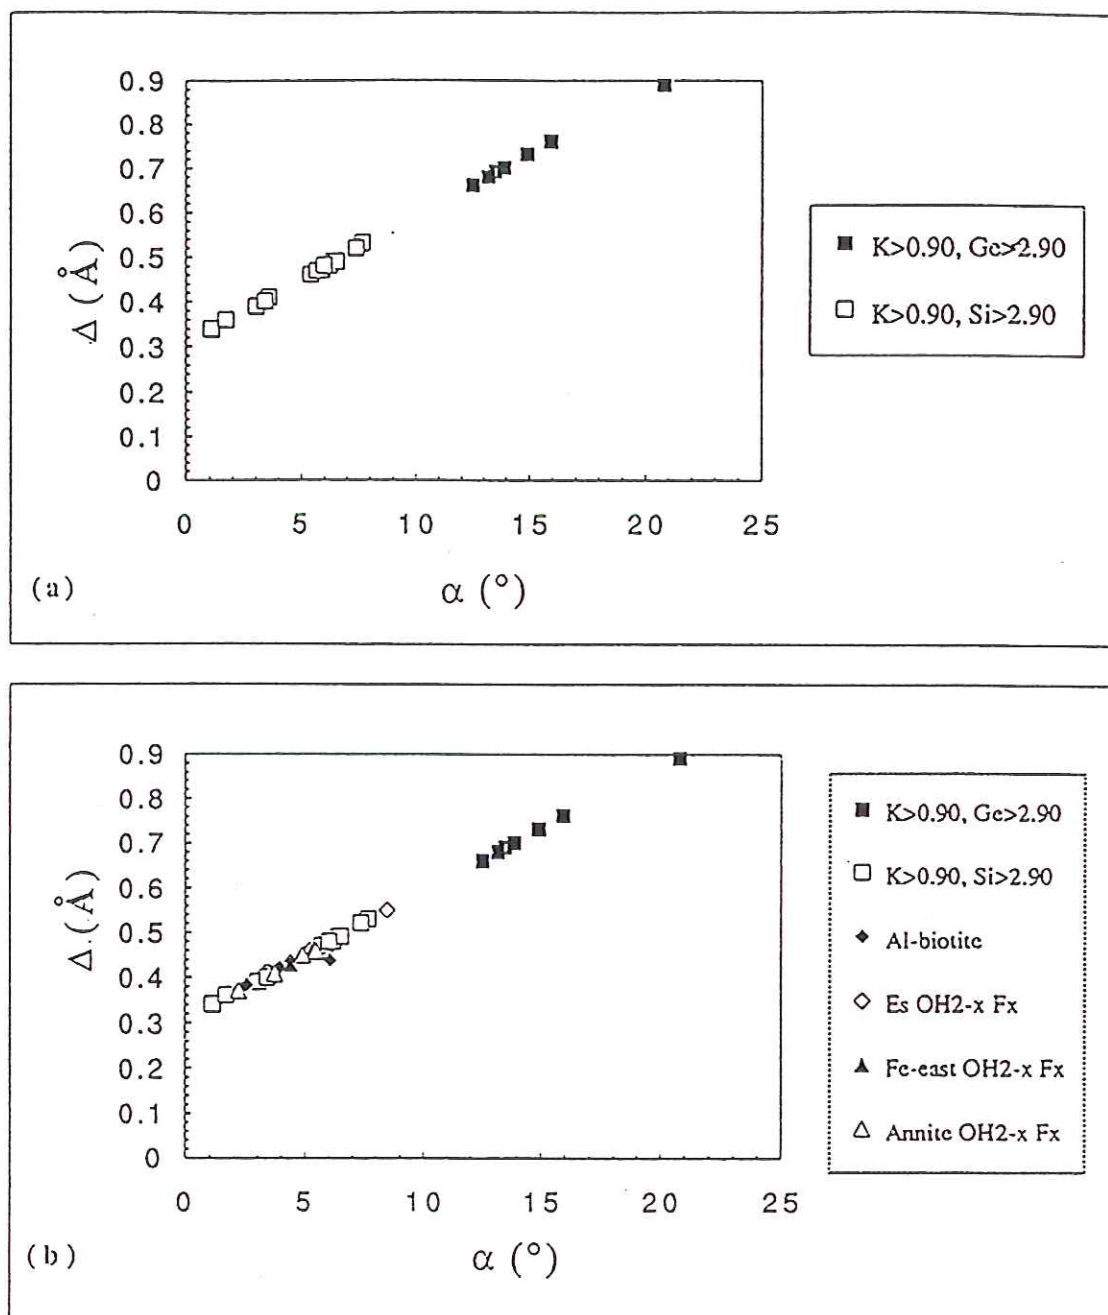 0.9
0.8
0.7
0.6
0.5
0.4
0.3
0.2
0.1
0
Δ (Å)
0 5 10 15 20 25
α (°)
(a)
K>0.90, Ge>2.90
K>0.90, Si>2.90
0.9
0.8
0.7
0.6
0.5
0.4
0.3
0.2
0.1
0
Δ (Å)
0 5 10 15 20 25
α (°)
(b)
K>0.90, Ge>2.90
K>0.90, Si>2.90
Al-biotite
Es OH2-x Fx
Fe-east OH2-x Fx
Annite OH2-x Fx